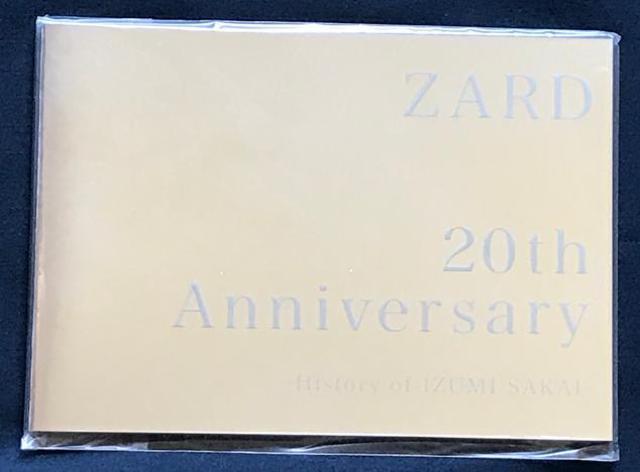 ZARD
20th
Anniversary
-History of IZUMI SAKAI-